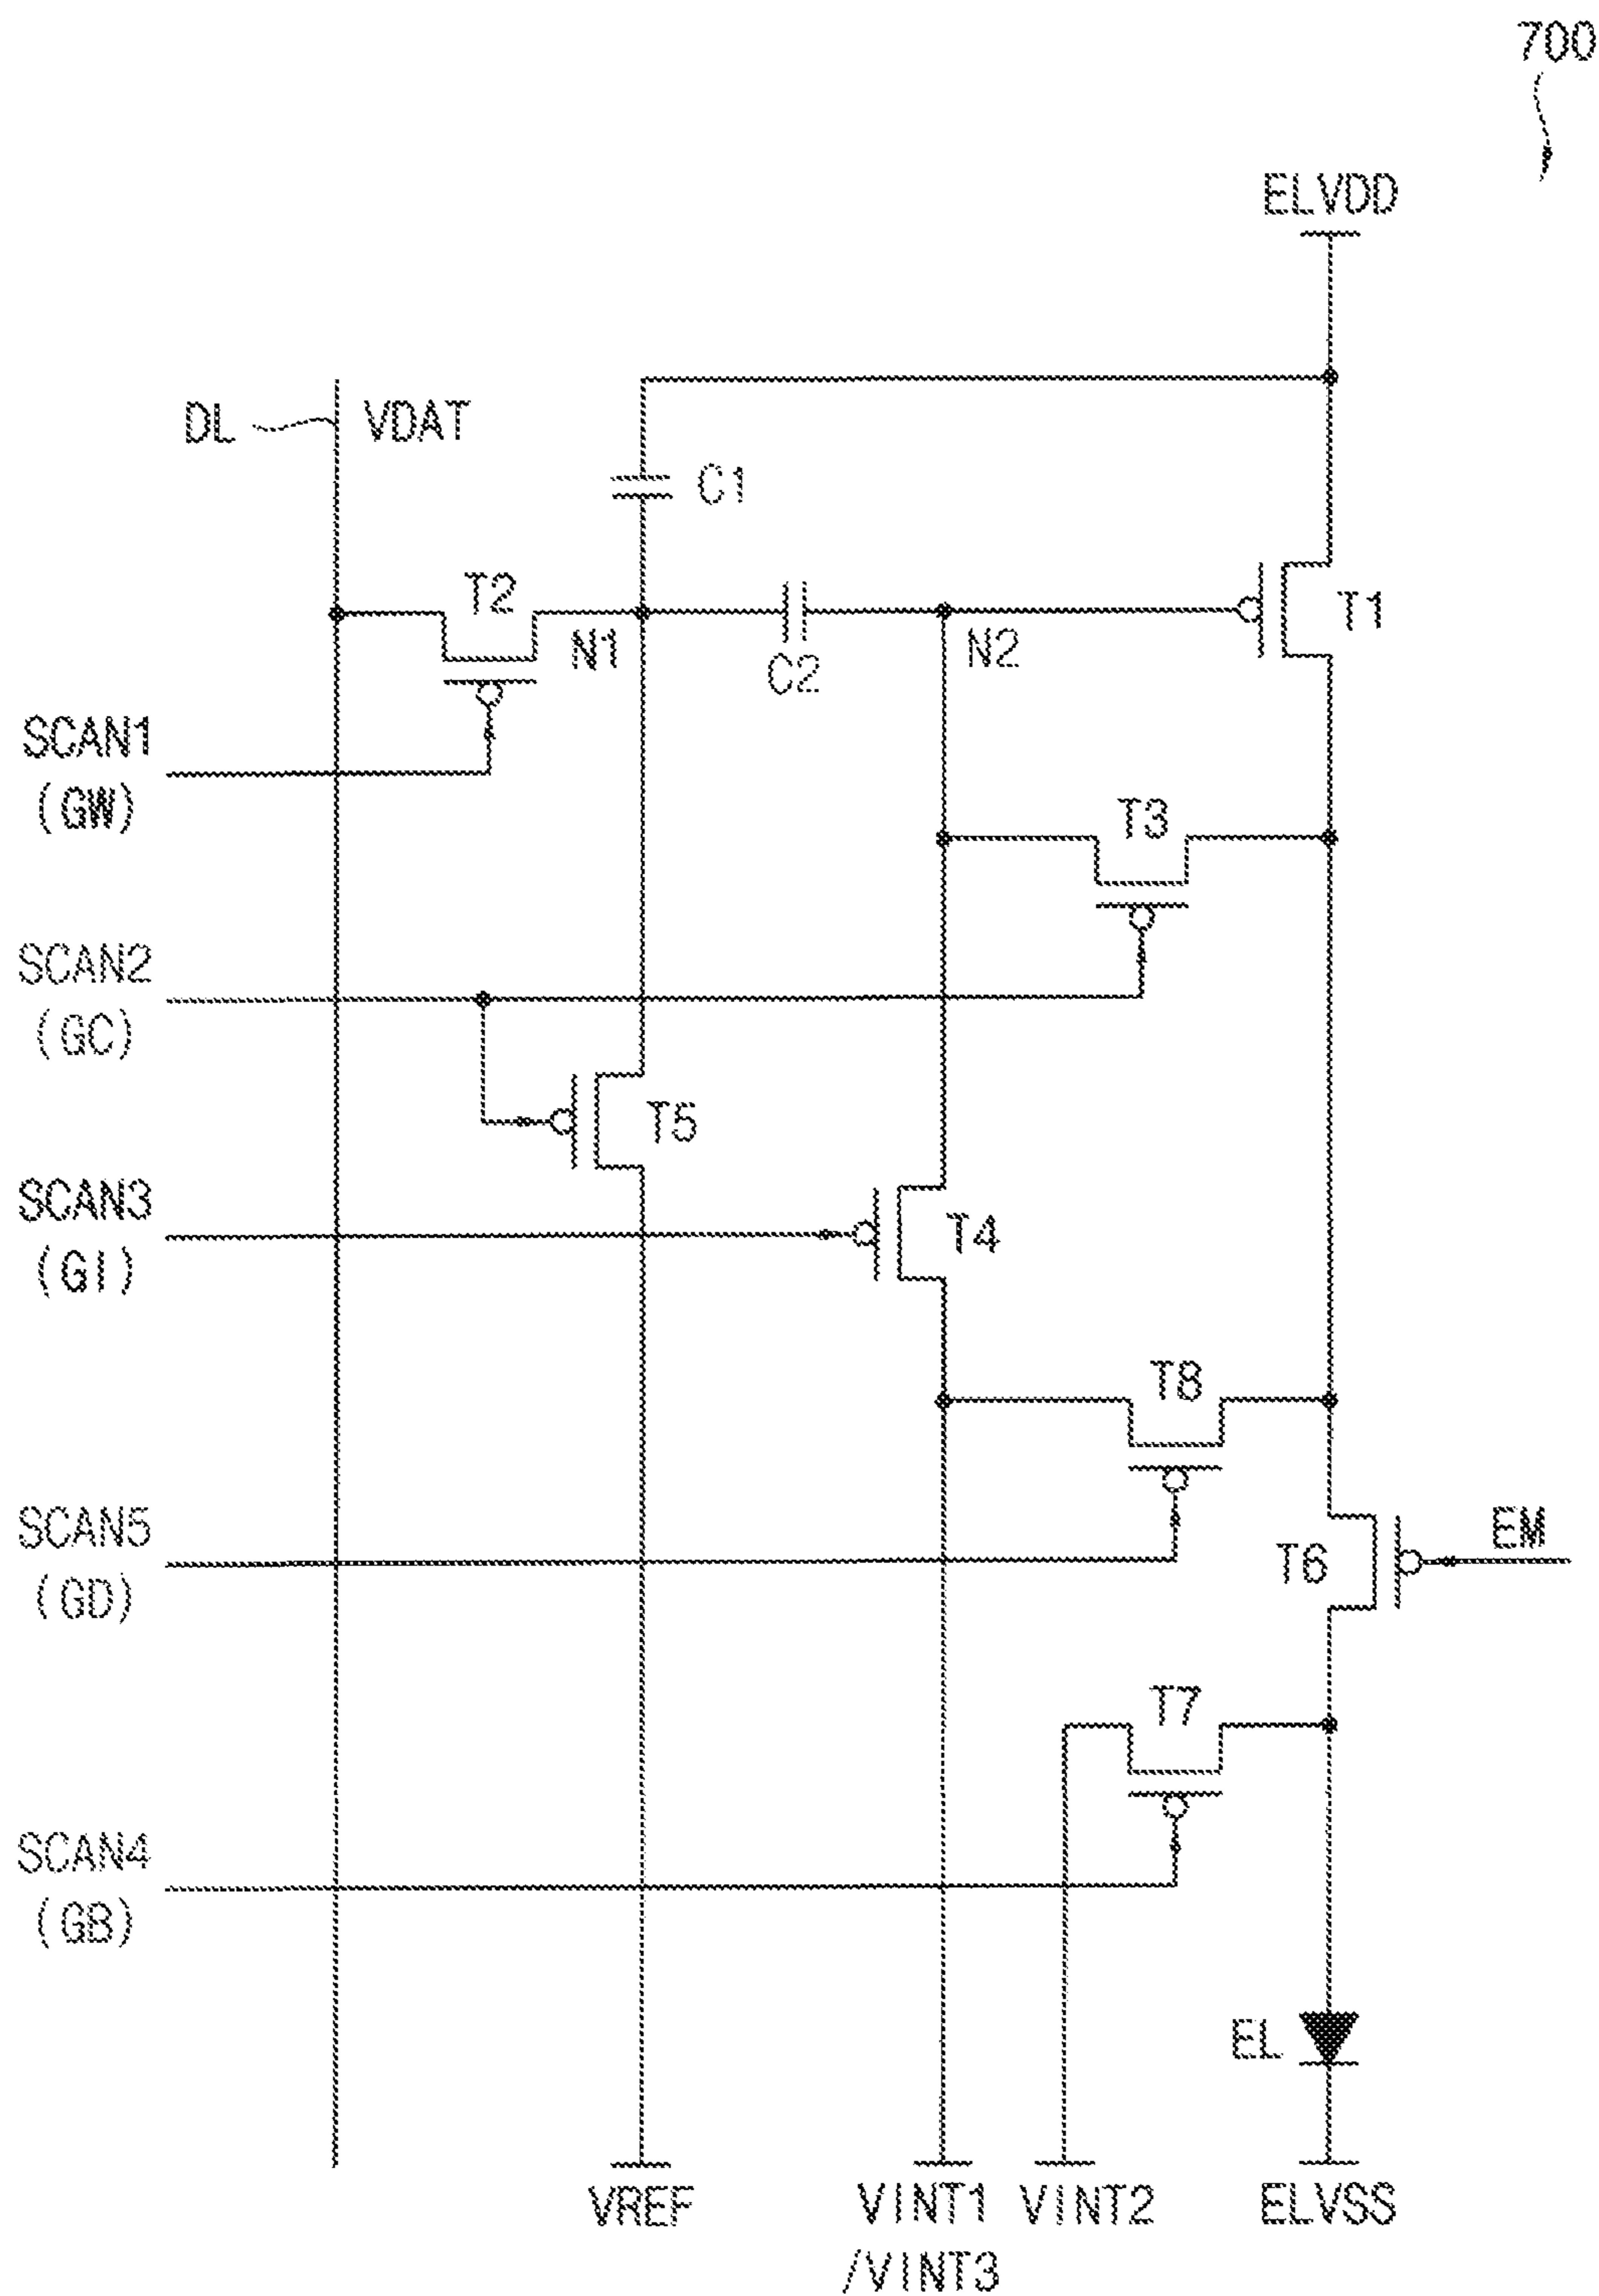 700
ELVDD
DL
VDAT
C1
T2
T1
N1
N2
C2
SCAN1
(GW)
T3
SCAN2
(GC)
T5
SCAN3
(GI)
T4
T8
SCAN5
(GD)
T6
EM
T7
SCAN4
(GB)
EL
VREF
VINT1
/VINT3
VINT2
ELVSS